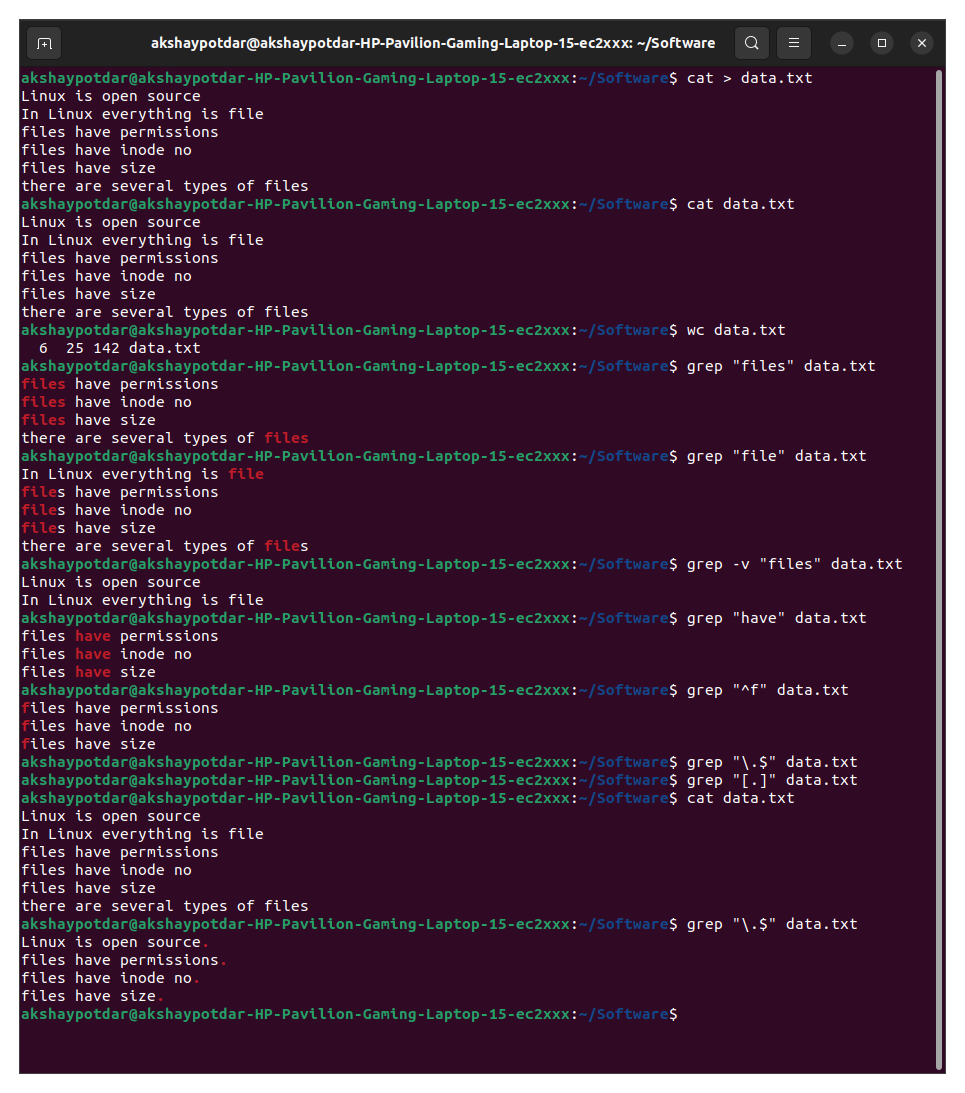 akshaypotdar@akshaypotdar-HP-Pavilion-Gaming-Laptop-15-ec2xxx: ~/Software
akshaypotdar@akshaypotdar-HP-Pavilion-Gaming-Laptop-15-ec2xxx:~/Software$ cat > data.txt
Linux is open source
In Linux everything is file
files have permissions
files have inode no
files have size
there are several types of files
akshaypotdar@akshaypotdar-HP-Pavilion-Gaming-Laptop-15-ec2xxx:~/Software$ cat data.txt
Linux is open source
In Linux everything is file
files have permissions
files have inode no
files have size
there are several types of files
akshaypotdar@akshaypotdar-HP-Pavilion-Gaming-Laptop-15-ec2xxx:~/Software$ wc data.txt
  6  25 142 data.txt
akshaypotdar@akshaypotdar-HP-Pavilion-Gaming-Laptop-15-ec2xxx:~/Software$ grep "files" data.txt
files have permissions
files have inode no
files have size
there are several types of files
akshaypotdar@akshaypotdar-HP-Pavilion-Gaming-Laptop-15-ec2xxx:~/Software$ grep "file" data.txt
In Linux everything is file
files have permissions
files have inode no
files have size
there are several types of files
akshaypotdar@akshaypotdar-HP-Pavilion-Gaming-Laptop-15-ec2xxx:~/Software$ grep -v "files" data.txt
Linux is open source
In Linux everything is file
akshaypotdar@akshaypotdar-HP-Pavilion-Gaming-Laptop-15-ec2xxx:~/Software$ grep "have" data.txt
files have permissions
files have inode no
files have size
akshaypotdar@akshaypotdar-HP-Pavilion-Gaming-Laptop-15-ec2xxx:~/Software$ grep "^f" data.txt
files have permissions
files have inode no
files have size
akshaypotdar@akshaypotdar-HP-Pavilion-Gaming-Laptop-15-ec2xxx:~/Software$ grep "\.$" data.txt
akshaypotdar@akshaypotdar-HP-Pavilion-Gaming-Laptop-15-ec2xxx:~/Software$ grep "[.]" data.txt
akshaypotdar@akshaypotdar-HP-Pavilion-Gaming-Laptop-15-ec2xxx:~/Software$ cat data.txt
Linux is open source
In Linux everything is file
files have permissions
files have inode no
files have size
there are several types of files
akshaypotdar@akshaypotdar-HP-Pavilion-Gaming-Laptop-15-ec2xxx:~/Software$ grep "\.$" data.txt
Linux is open source.
files have permissions.
files have inode no.
files have size.
akshaypotdar@akshaypotdar-HP-Pavilion-Gaming-Laptop-15-ec2xxx:~/Software$